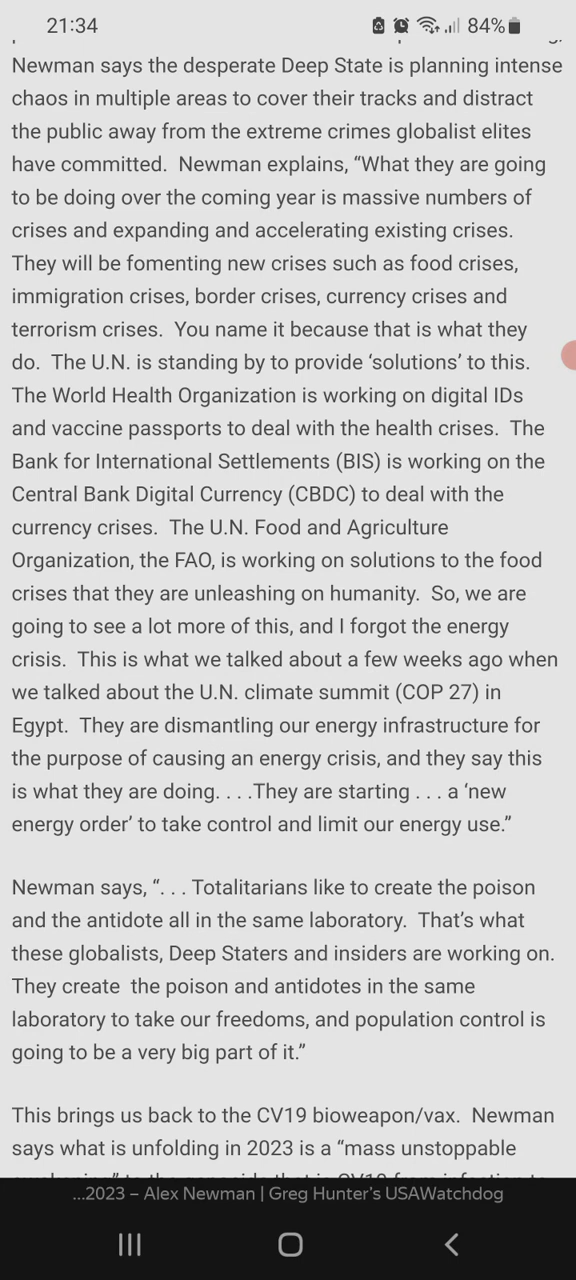 21:34
84%
Newman says the desperate Deep State is planning intense
chaos in multiple areas to cover their tracks and distract
the public away from the extreme crimes globalist elites
have committed.  Newman explains, “What they are going
to be doing over the coming year is massive numbers of
crises and expanding and accelerating existing crises.
They will be fomenting new crises such as food crises,
immigration crises, border crises, currency crises and
terrorism crises.  You name it because that is what they
do.  The U.N. is standing by to provide ‘solutions’ to this.
The World Health Organization is working on digital IDs
and vaccine passports to deal with the health crises.  The
Bank for International Settlements (BIS) is working on the
Central Bank Digital Currency (CBDC) to deal with the
currency crises.  The U.N. Food and Agriculture
Organization, the FAO, is working on solutions to the food
crises that they are unleashing on humanity.  So, we are
going to see a lot more of this, and I forgot the energy
crisis.  This is what we talked about a few weeks ago when
we talked about the U.N. climate summit (COP 27) in
Egypt.  They are dismantling our energy infrastructure for
the purpose of causing an energy crisis, and they say this
is what they are doing. . . .They are starting . . . a ‘new
energy order’ to take control and limit our energy use.”
Newman says, “. . . Totalitarians like to create the poison
and the antidote all in the same laboratory.  That’s what
these globalists, Deep Staters and insiders are working on.
They create  the poison and antidotes in the same
laboratory to take our freedoms, and population control is
going to be a very big part of it.”
This brings us back to the CV19 bioweapon/vax.  Newman
says what is unfolding in 2023 is a “mass unstoppable
...2023 – Alex Newman | Greg Hunter’s USAWatchdog